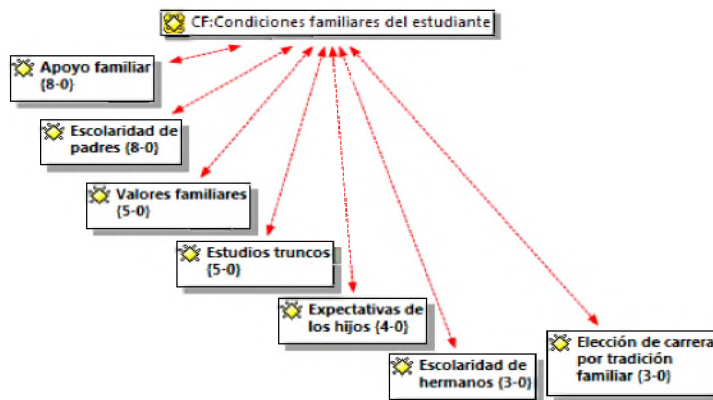 CF:Condiciones familiares del estudiante
Apoyo familiar
{8-0}
Escolaridad de
padres {8-0}
Valores familiares
{5-0}
Estudios truncos
{5-0}
Expectativas de
los hijos {4-0}
Escolaridad de
hermanos {3-0}
Elección de carrera
por tradición
familiar {3-0}